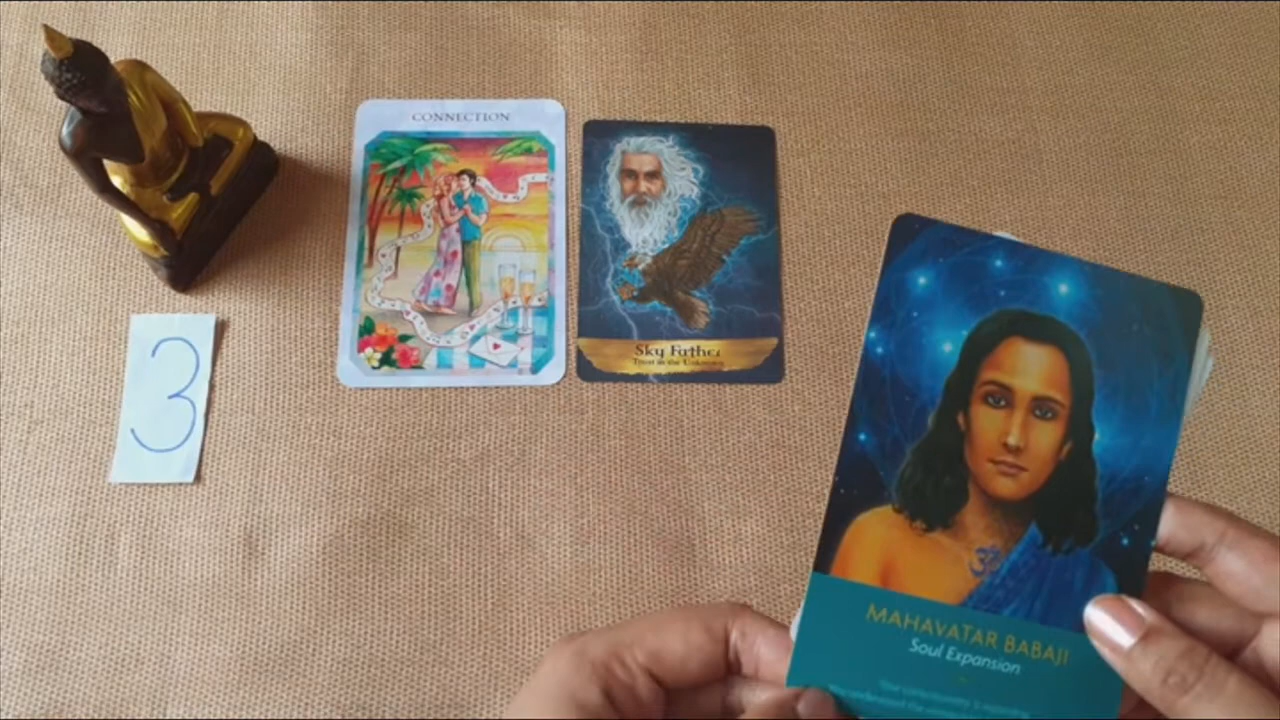 CONNECTION
Sky Father
Trust in the Unknown
3
MAHAVATAR BABAJI
Soul Expansion